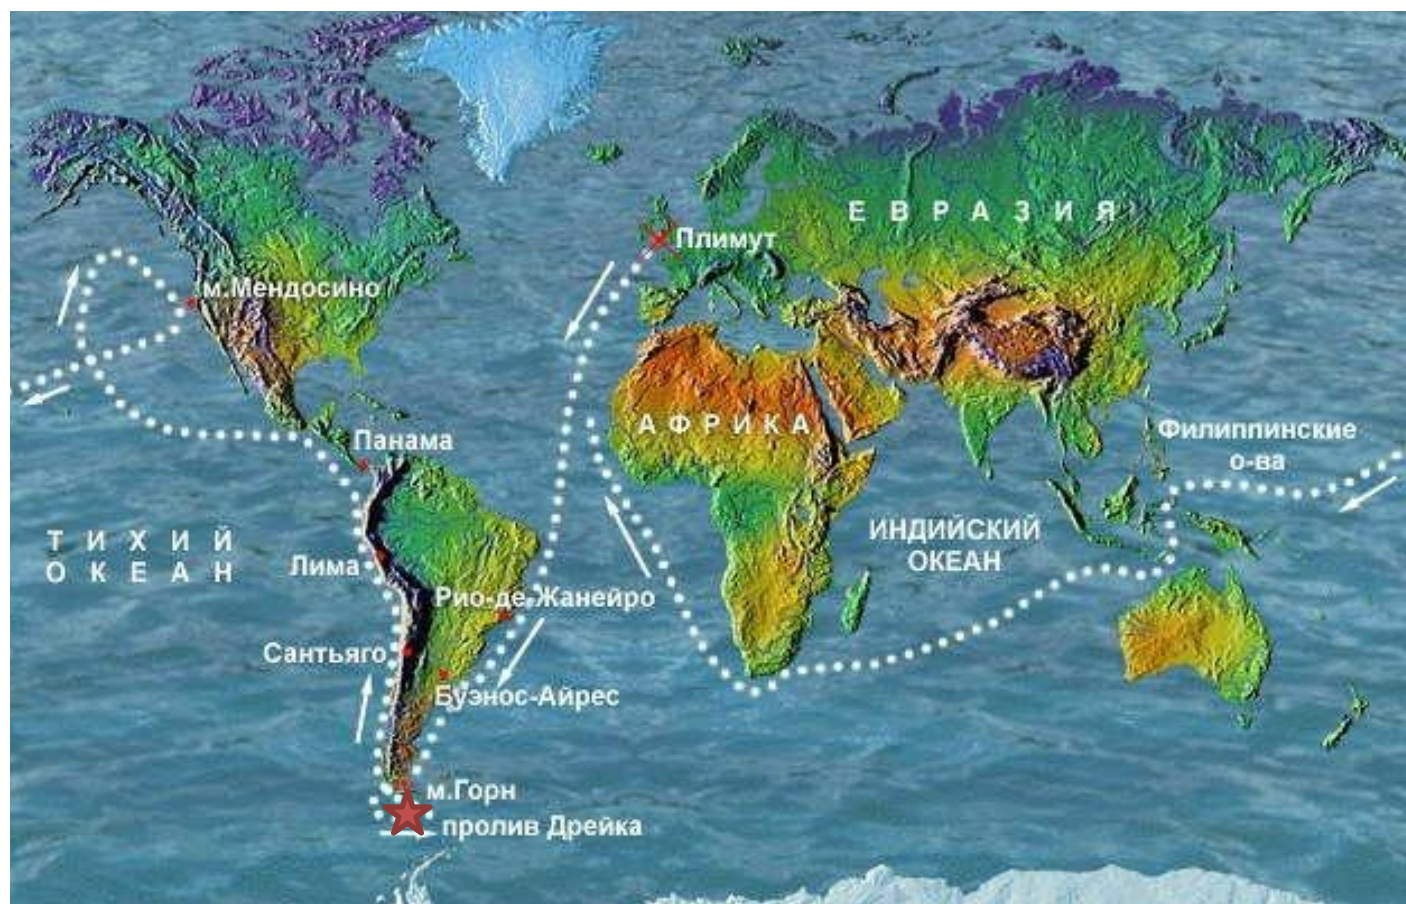 ЕВРАЗИЯ
Плимут
м.Мендосино
АФРИКА
Панама
Филиппинские
о-ва
ТИХИЙ
ОКЕАН
ИНДИЙСКИЙ
ОКЕАН
Лима
Рио-де-Жанейро
Сантьяго
Буэнос-Айрес
м.Горн
пролив Дрейка